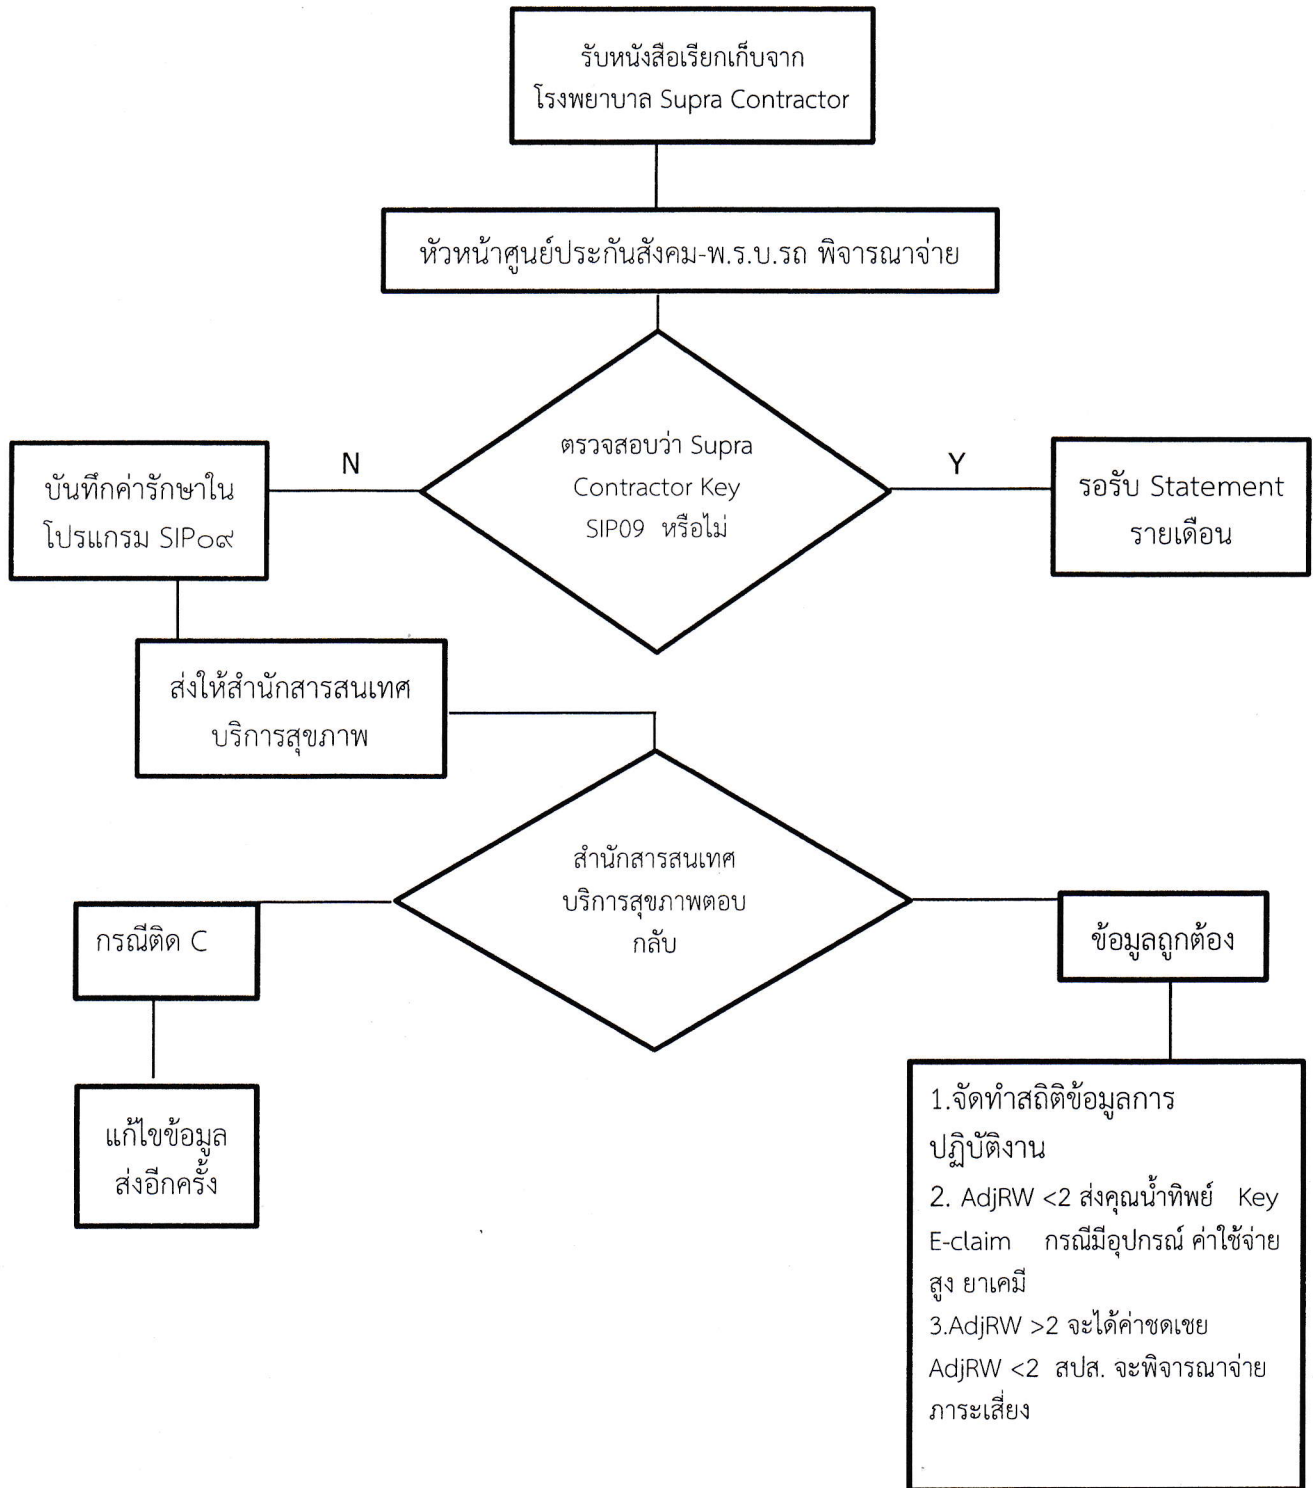 รับหนังสือเรียกเก็บจาก
โรงพยาบาล Supra Contractor
หัวหน้าศูนย์ประกันสังคม-พ.ร.บ.รถ พิจารณาจ่าย
ตรวจสอบว่า Supra
Contractor Key
SIP09 หรือไม่
N
Y
บันทึกค่ารักษาใน
โปรแกรม SIP๐๙
รอรับ Statement
รายเดือน
ส่งให้สำนักสารสนเทศ
บริการสุขภาพ
สำนักสารสนเทศ
บริการสุขภาพตอบ
กลับ
กรณีติด C
ข้อมูลถูกต้อง
แก้ไขข้อมูล
ส่งอีกครั้ง
1.จัดทำสถิติข้อมูลการ
ปฏิบัติงาน
2. AdjRW <2 ส่งคุณน้ำทิพย์ Key
E-claim กรณีมีอุปกรณ์ ค่าใช้จ่าย
สูง ยาเคมี
3.AdjRW >2 จะได้ค่าชดเชย
AdjRW <2 สปส. จะพิจารณาจ่าย
ภาระเสี่ยง